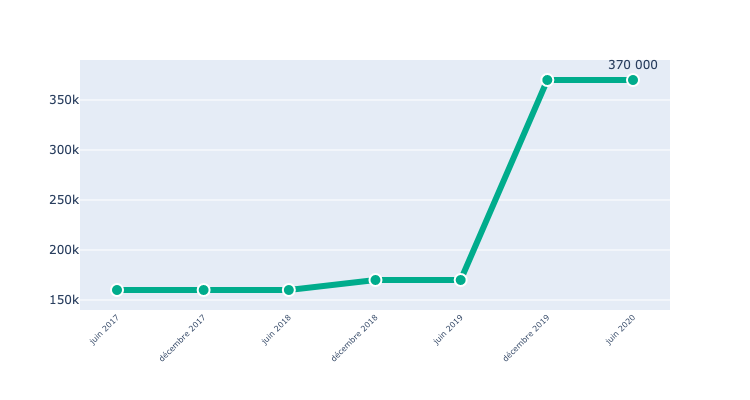 370 000
350k
300k
250k
200k
150k
juin 2017
décembre 2017
juin 2018
décembre 2018
juin 2019
décembre 2019
juin 2020